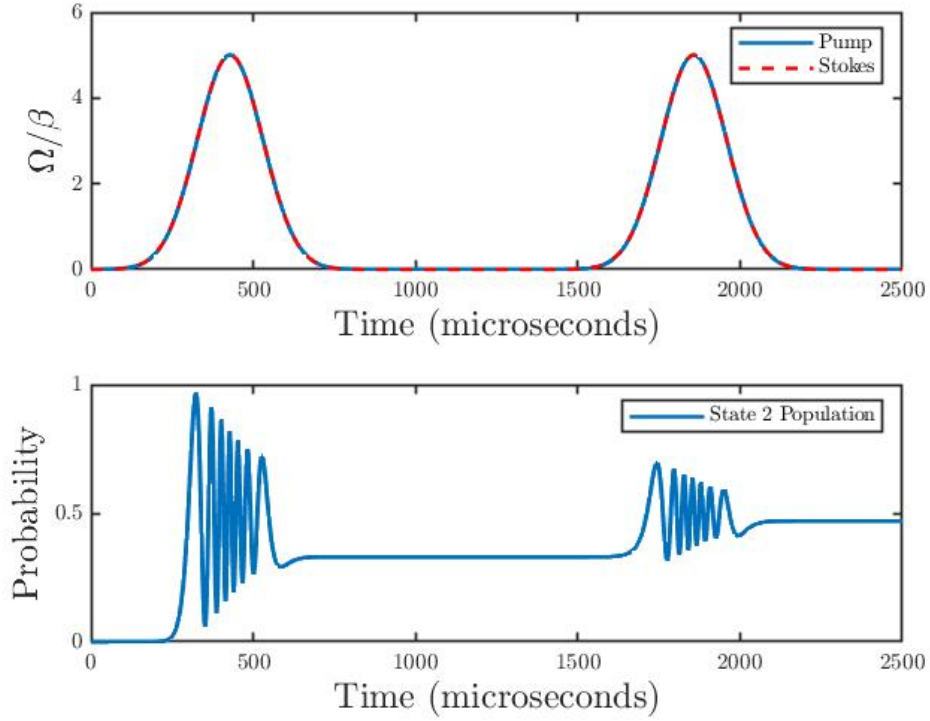 6
4
2
0
Ω/β
Pump
Stokes
0
500
1000
1500
2000
2500
Time (microseconds)
1
0.5
0
Probability
State 2 Population
0
500
1000
1500
2000
2500
Time (microseconds)